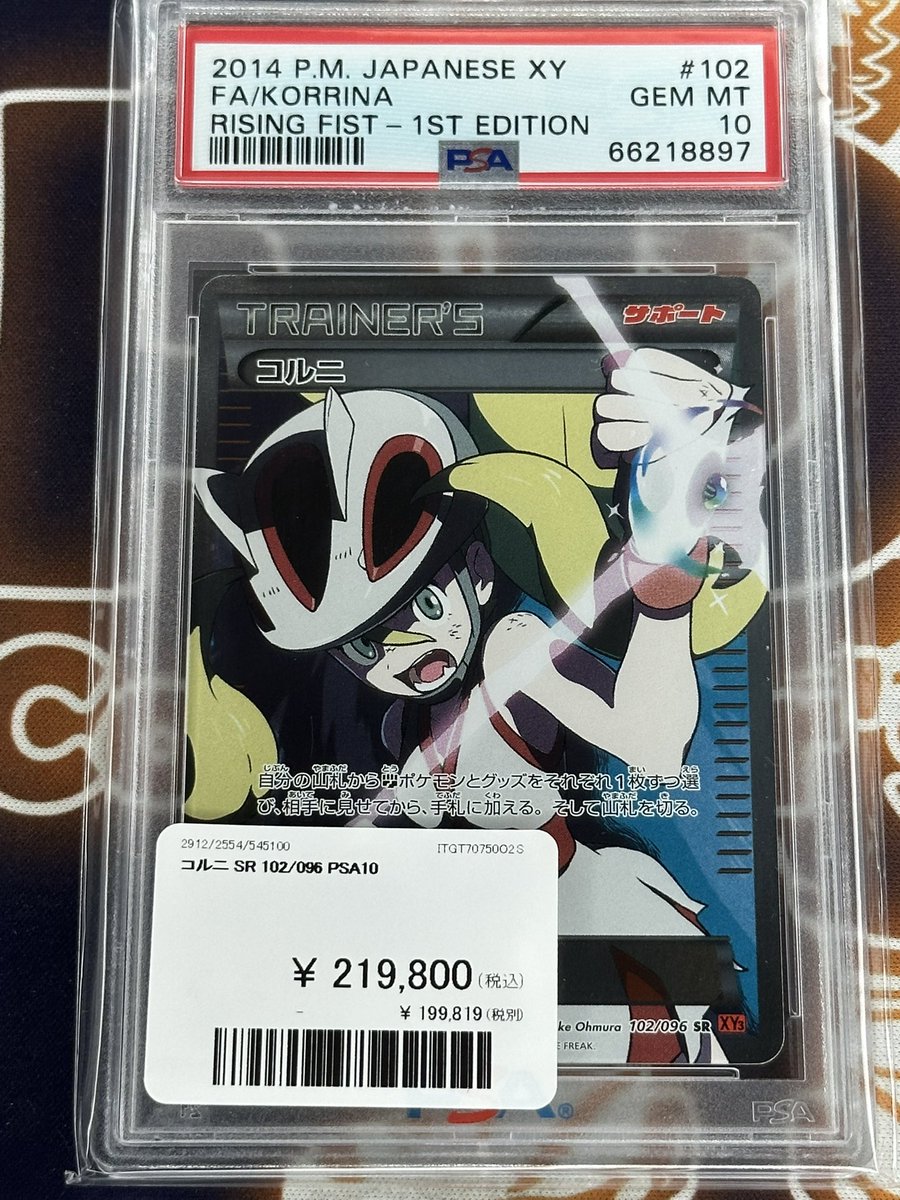 2014 P.M. JAPANESE XY #102
FA/KORRINA GEM MT
RISING FIST - 1ST EDITION 10
PSA 66218897
TRAINER'S サポート
コルニ
自分の山札から ポケモンとグッズをそれぞれ1枚ずつ選
び、相手に見せてから、手札に加える。そして山札を切る。
2912/2554/545100 ITGT7075002S
コルニ SR 102/096 PSA10
¥ 219,800(税込)
¥ 199,819(税別)
ke Ohmura 102/096 SR XY3
FREAK.
PSA